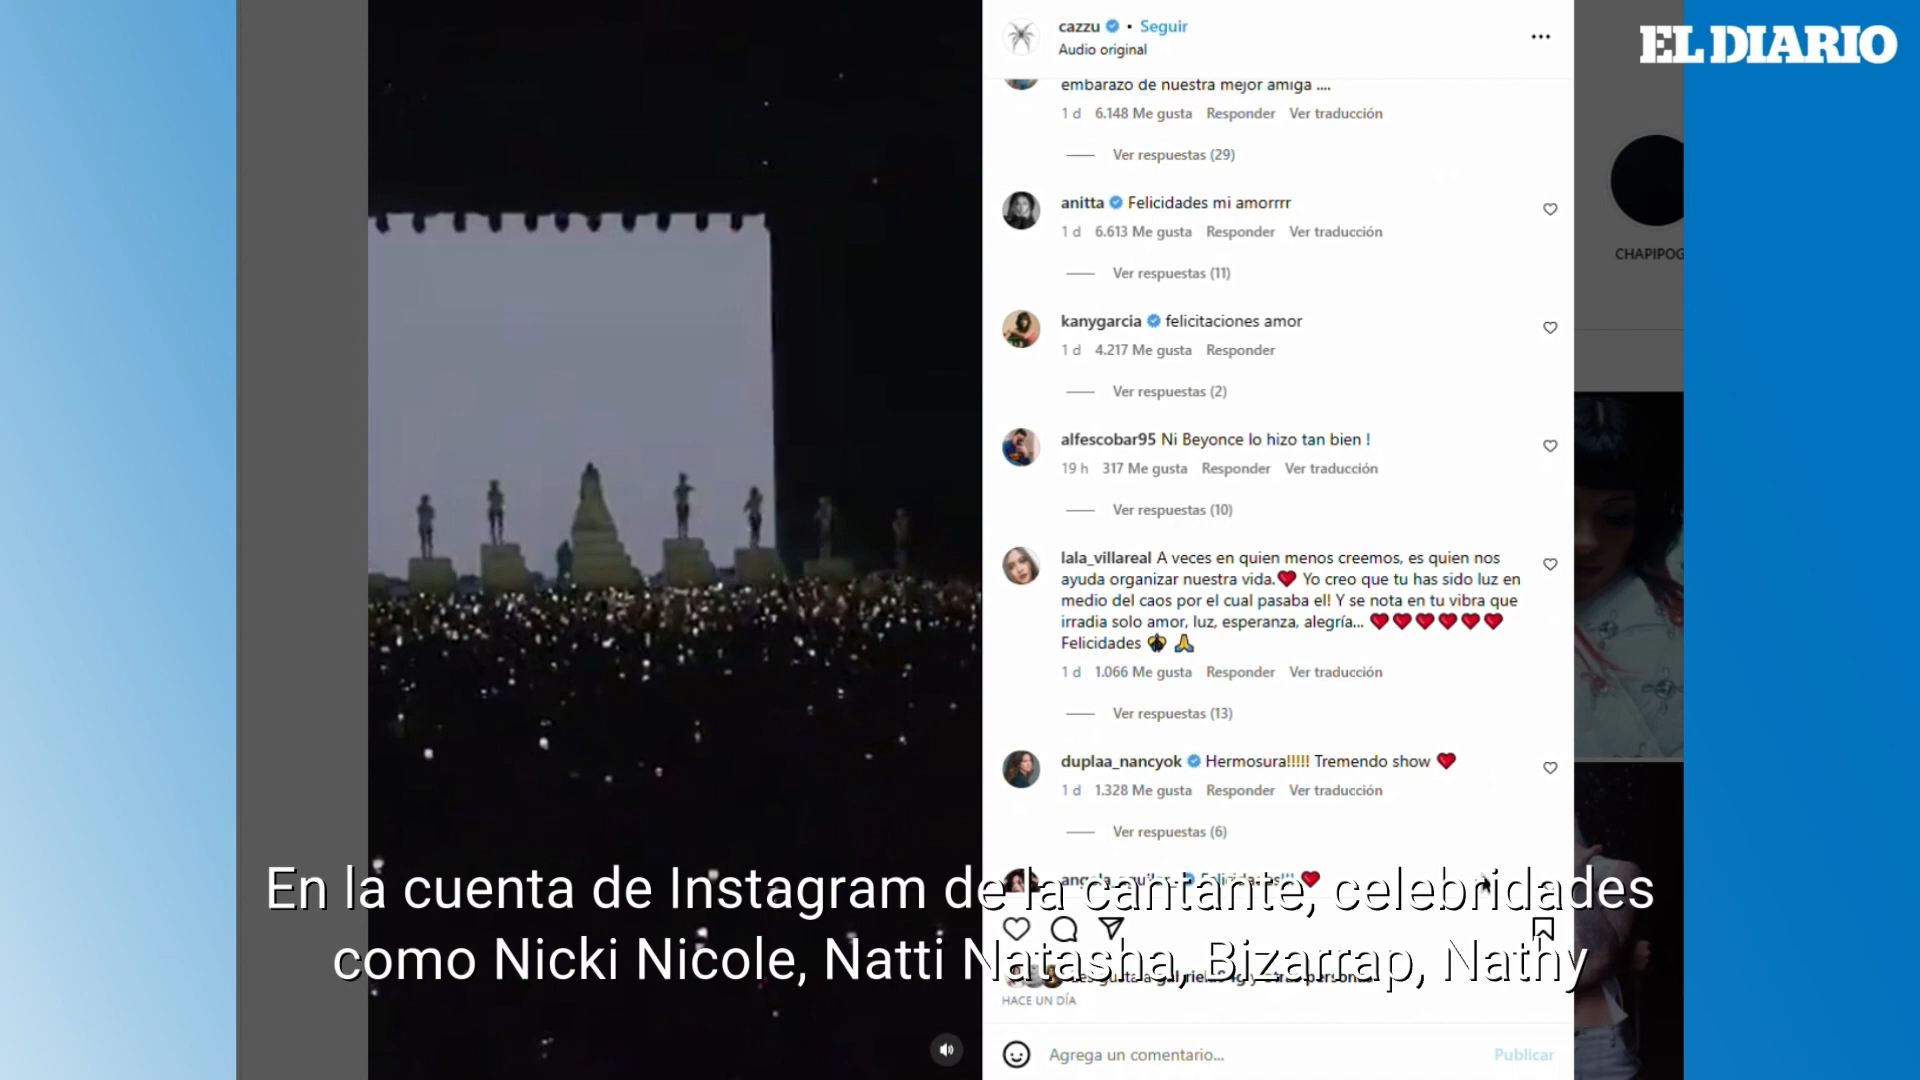 cazzu • Seguir
Audio original
EL DIARIO
embarazo de nuestra mejor amiga ....
1 d 6.148 Me gusta Responder Ver traducción
Ver respuestas (29)
anitta Felicidades mi amorrrr
1 d 6.613 Me gusta Responder Ver traducción
Ver respuestas (11)
CHAPIPOG
kanygarcia felicitaciones amor
1 d 4.217 Me gusta Responder
Ver respuestas (2)
alfescobar95 Ni Beyonce lo hizo tan bien !
19 h 317 Me gusta Responder Ver traducción
Ver respuestas (10)
lala_villareal A veces en quien menos creemos, es quien nos
ayuda organizar nuestra vida.❤️ Yo creo que tu has sido luz en
medio del caos por el cual pasaba el! Y se nota en tu vibra que
irradia solo amor, luz, esperanza, alegría... ❤️❤️❤️❤️❤️❤️
Felicidades 🙏
1 d 1.066 Me gusta Responder Ver traducción
Ver respuestas (13)
duplaa_nancyok Hermosura!!!!! Tremendo show ❤️
1 d 1.328 Me gusta Responder Ver traducción
Ver respuestas (6)
En la cuenta de Instagram de la cantante, celebridades
como Nicki Nicole, Natti Natasha, Bizarrap, Nathy
HACE UN DÍA
Agrega un comentario...
Publicar